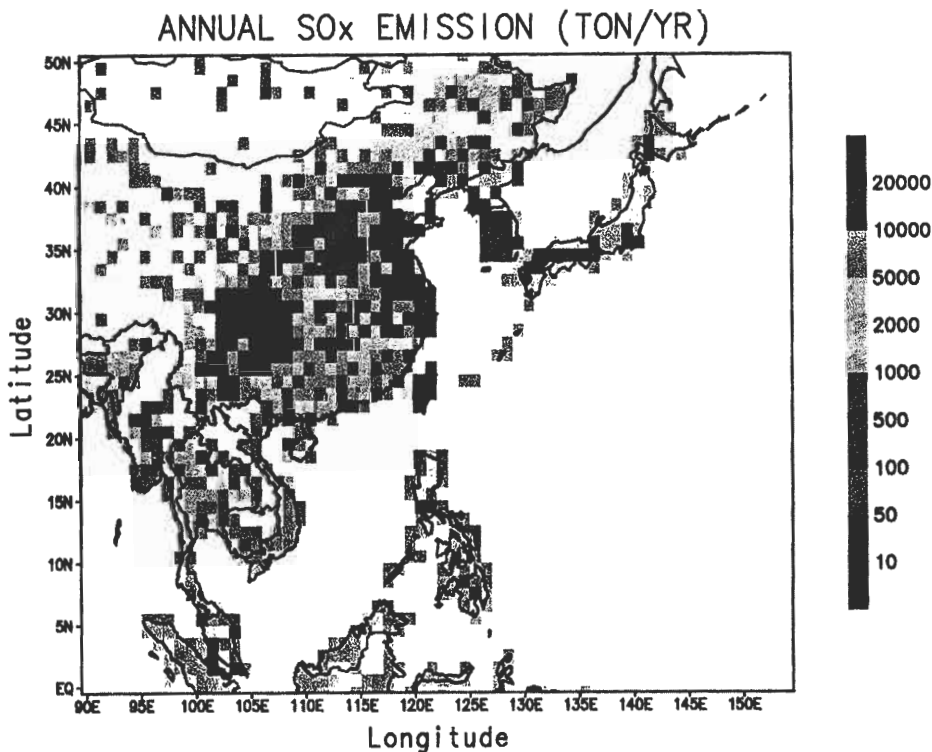 ANNUAL SOx EMISSION (TON/YR)
50N
45N
40N
35N
30N
25N
20N
15N
10N
5N
EQ
Latitude
90E 95E 100E 105E 110E 115E 120E 125E 130E 135E 140E 145E 150E
Longitude
20000
10000
5000
2000
1000
500
100
50
10